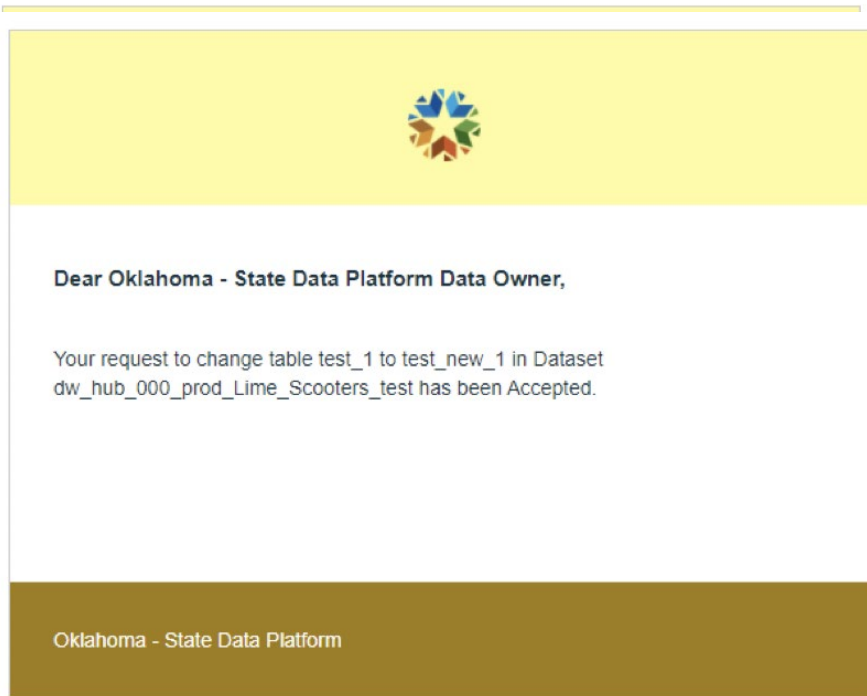 Dear Oklahoma - State Data Platform Data Owner,
Your request to change table test_1 to test_new_1 in Dataset
dw_hub_000_prod_Lime_Scooters_test has been Accepted.
Oklahoma - State Data Platform